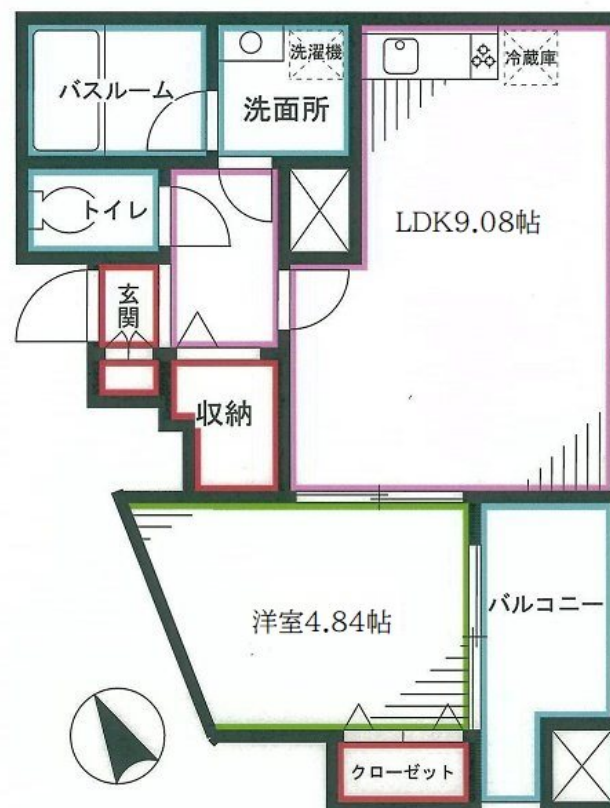 バスルーム
洗濯機
洗面所
冷蔵庫
トイレ
LDK9.08帖
玄関
収納
洋室4.84帖
バルコニー
クローゼット